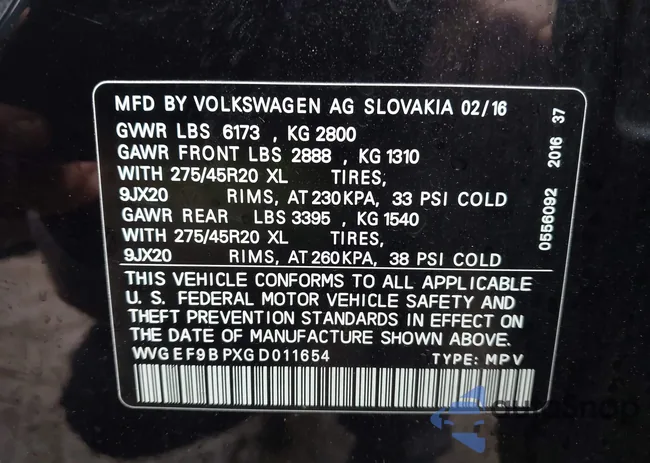 MFD BY VOLKSWAGEN AG SLOVAKIA 02/16
GVWR LBS 6173 , KG 2800
GAWR FRONT LBS 2888 , KG 1310
WITH 275/45R20 XL TIRES,
9JX20 RIMS, AT 230KPA, 33 PSI COLD
GAWR REAR LBS 3395 , KG 1540
WITH 275/45R20 XL TIRES,
9JX20 RIMS, AT 260KPA, 38 PSI COLD
THIS VEHICLE CONFORMS TO ALL APPLICABLE
U. S. FEDERAL MOTOR VEHICLE SAFETY AND
THEFT PREVENTION STANDARDS IN EFFECT ON
THE DATE OF MANUFACTURE SHOWN ABOVE.
WVGEF9BPXGD011654 TYPE: MPV
0556092 2016 37
AutoSnap